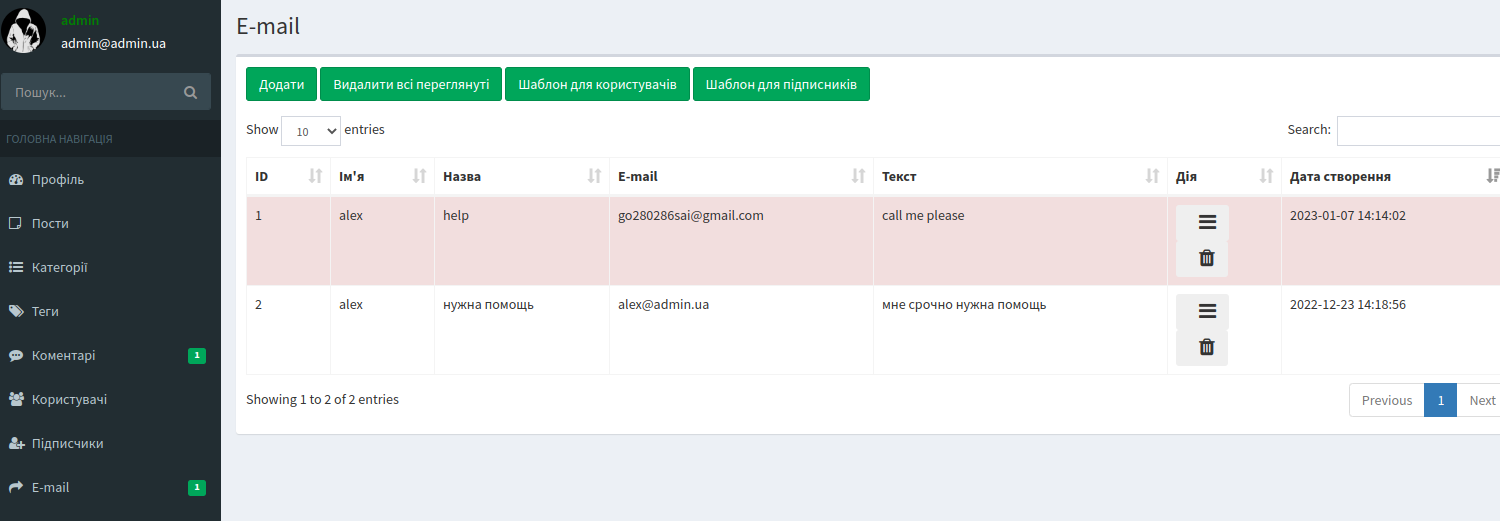 admin
admin@admin.ua
Пошук...
ГОЛОВНА НАВІГАЦІЯ
Профіль
Пости
Категорії
Теги
Коментарі 1
Користувачі
Підписчики
E-mail 1
E-mail
Додати Видалити всі переглянуті Шаблон для користувачів Шаблон для підписників
Show 10 entries Search:
ID Ім'я Назва E-mail Текст Дія Дата створення
1 alex help go280286sai@gmail.com call me please 2023-01-07 14:14:02
2 alex нужна помощь alex@admin.ua мне срочно нужна помощь 2022-12-23 14:18:56
Showing 1 to 2 of 2 entries Previous 1 Next